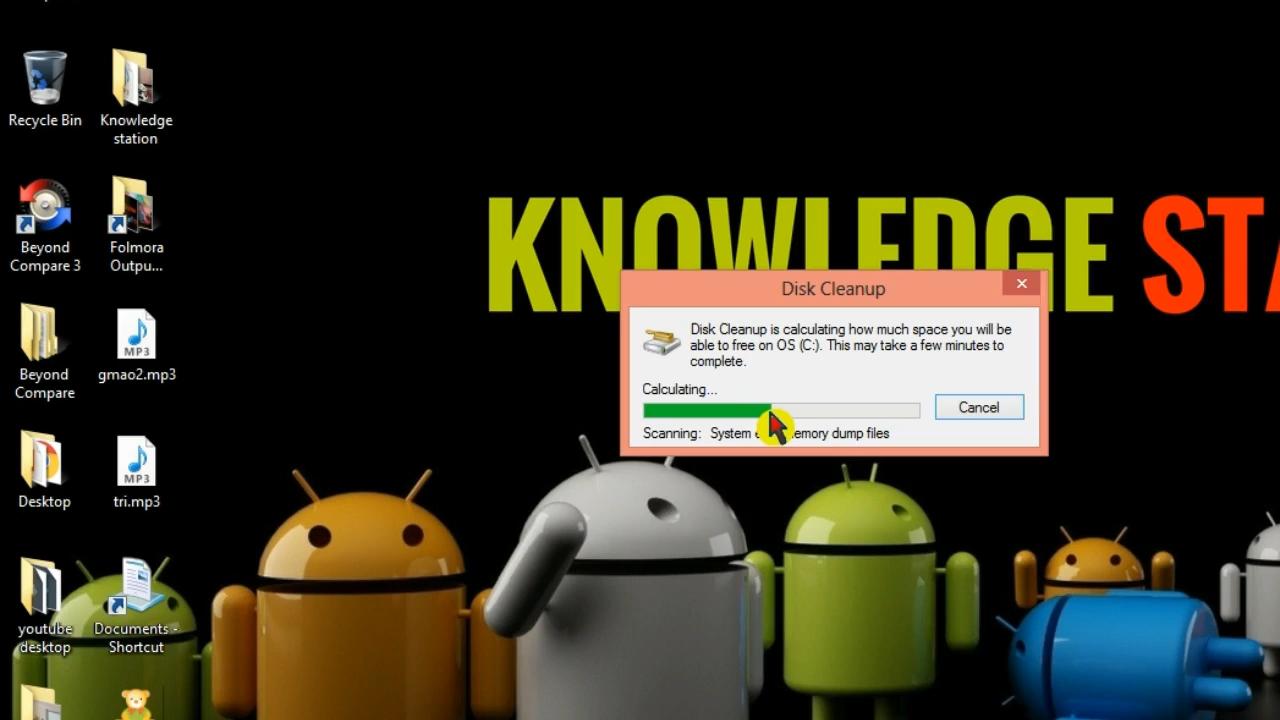 Recycle Bin
Knowledge
station
Beyond
Compare 3
Folmora
Outpu...
Beyond
Compare
MP3
gmao2.mp3
Desktop
MP3
tri.mp3
youtube
desktop
Documents -
Shortcut
KNOWLEDGE STA
Disk Cleanup
Disk Cleanup is calculating how much space you will be
able to free on OS (C:). This may take a few minutes to
complete.
Calculating...
Cancel
Scanning: System memory dump files